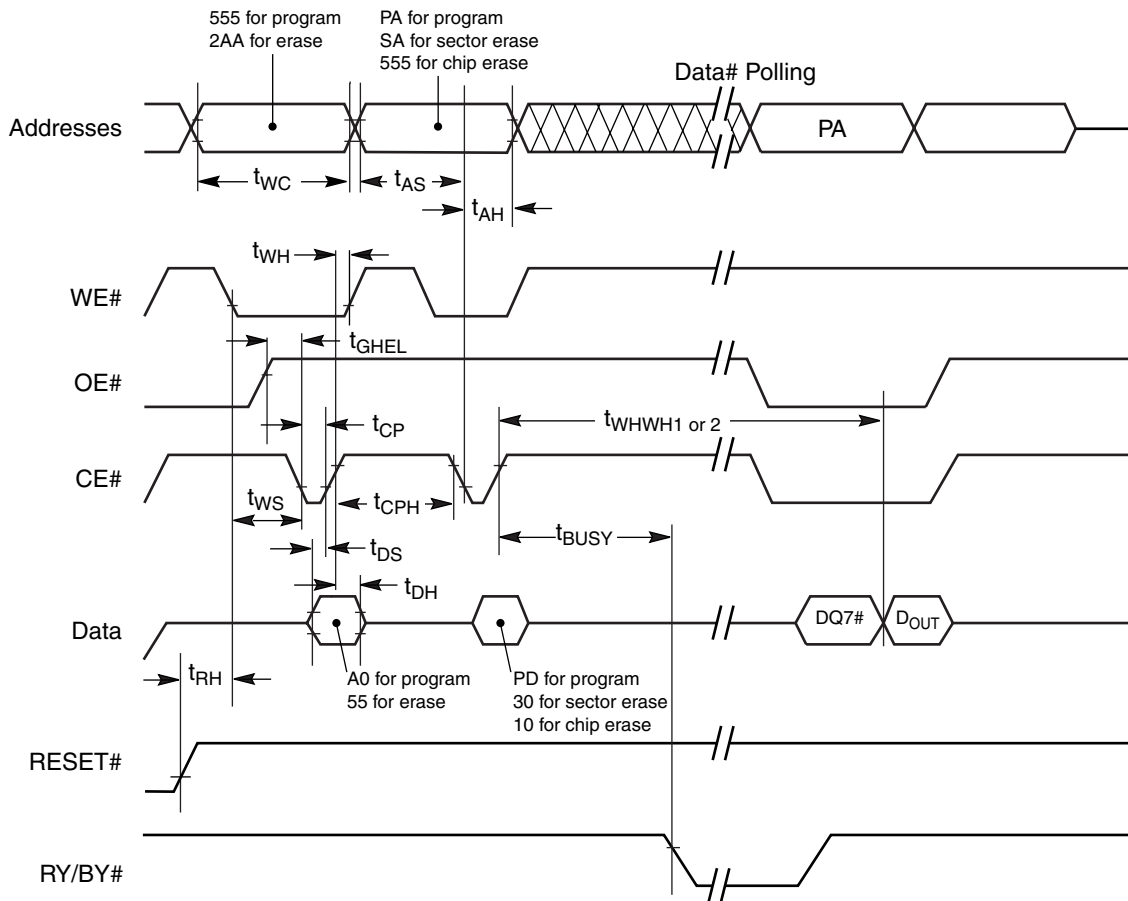 555 for program
2AA for erase
PA for program
SA for sector erase
555 for chip erase
Data# Polling
Addresses
PA
tWC
tAS
tAH
tWH
WE#
tGHEL
OE#
tWHWH1 or 2
tCP
CE#
tWS
tCPH
tBUSY
tDS
tDH
Data
DQ7#
DOUT
tRH
A0 for program
55 for erase
PD for program
30 for sector erase
10 for chip erase
RESET#
RY/BY#